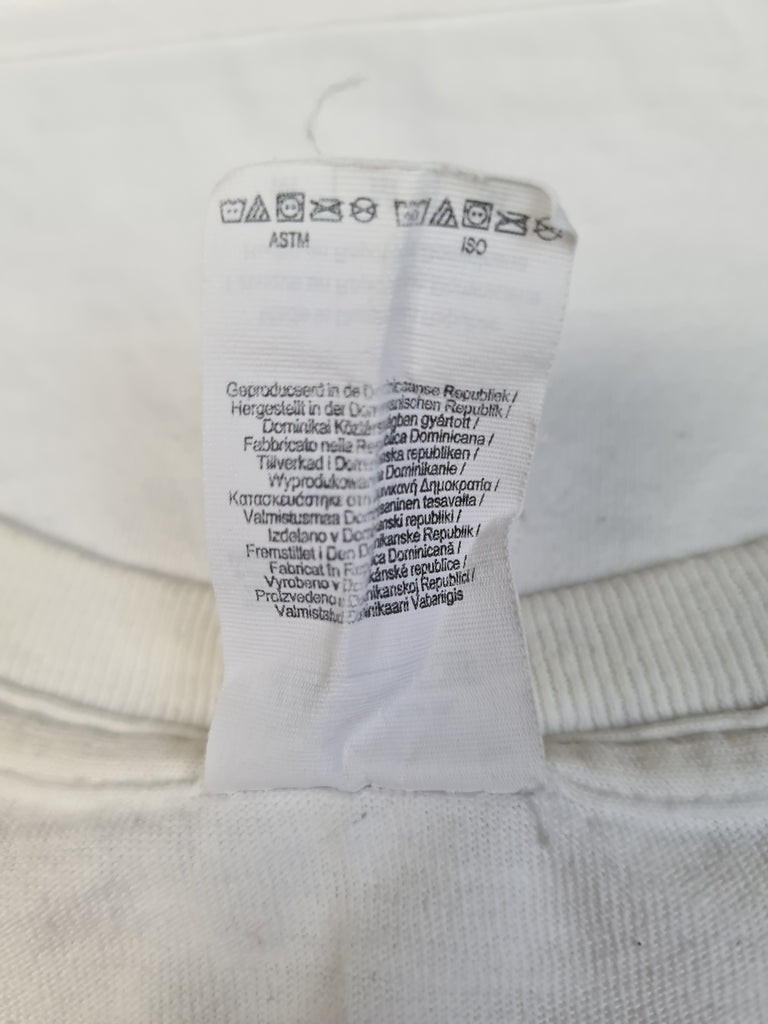 ASTM ISO
Geproduceerd in de Dominicaanse Republiek /
Hergestellt in der Dominikanischen Republik /
Dominikai Köztársaságban gyártott /
Fabbricato nella Repubblica Dominicana /
Tillverkad i Dominikanska republiken /
Wyprodukowano Dominikanie /
Κατασκευάστηκε στη Δομινικανή Δημοκρατία /
Valmistusmaa Dominikaaninen tasavalta /
Izdelano v Dominikanski republiki /
Fremstillet i Den Dominikanske Republik /
Fabricat în Republica Dominicană /
Vyrobeno v Dominikánské republice /
Proizvedeno Dominikanskoj Republici /
Valmistatud Dominikaani Vabariigis